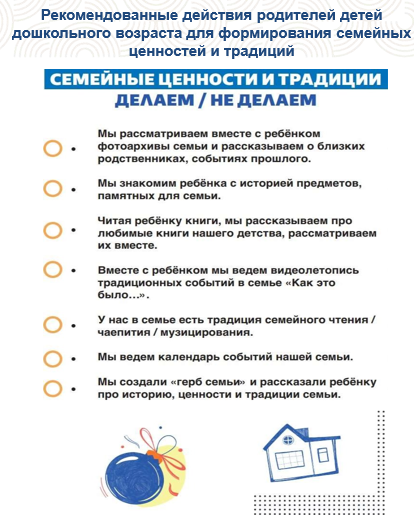 Рекомендованные действия родителей детей
дошкольного возраста для формирования семейных
ценностей и традиций
СЕМЕЙНЫЕ ЦЕННОСТИ И ТРАДИЦИИ
ДЕЛАЕМ / НЕ ДЕЛАЕМ
• Мы рассматриваем вместе с ребёнком
фотоархивы семьи и рассказываем о близких
родственниках, событиях прошлого.
• Мы знакомим ребёнка с историей предметов,
памятных для семьи.
• Читая ребёнку книги, мы рассказываем про
любимые книги нашего детства, рассматриваем
их вместе.
• Вместе с ребёнком мы ведем видеолетопись
традиционных событий в семье «Как это
было...».
• У нас в семье есть традиция семейного чтения /
чаепития / музицирования.
• Мы ведем календарь событий нашей семьи.
• Мы создали «герб семьи» и рассказали ребёнку
про историю, ценности и традиции семьи.